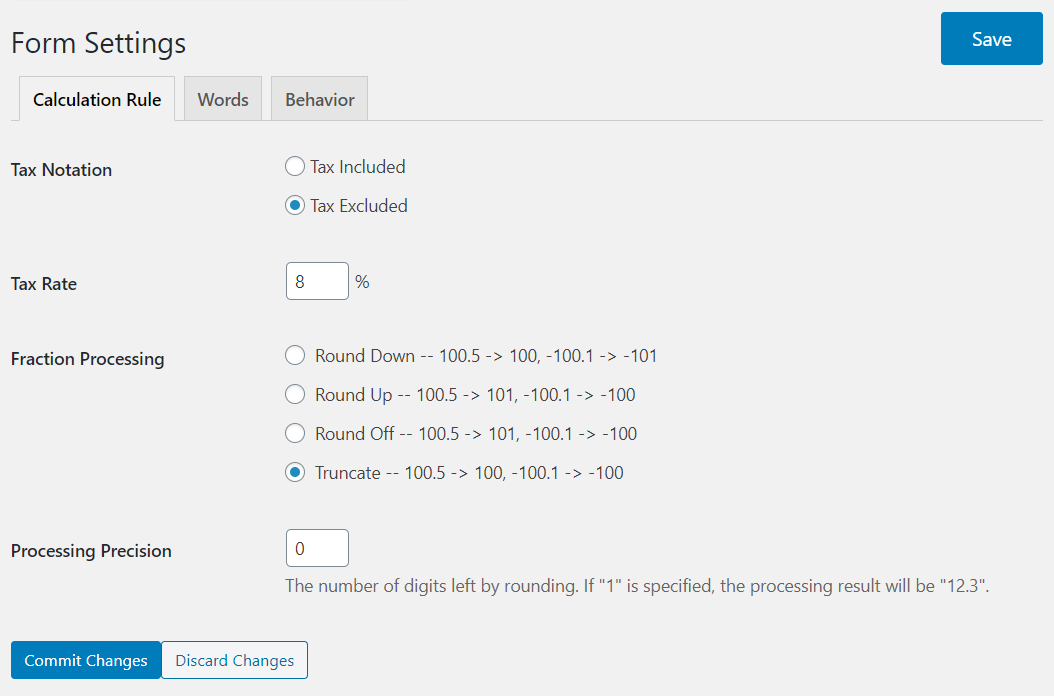 Form Settings
Save
Calculation Rule
Words
Behavior
Tax Notation
Tax Included
Tax Excluded
Tax Rate
8 %
Fraction Processing
Round Down -- 100.5 -> 100, -100.1 -> -101
Round Up -- 100.5 -> 101, -100.1 -> -100
Round Off -- 100.5 -> 101, -100.1 -> -100
Truncate -- 100.5 -> 100, -100.1 -> -100
Processing Precision
0
The number of digits left by rounding. If "1" is specified, the processing result will be "12.3".
Commit Changes
Discard Changes